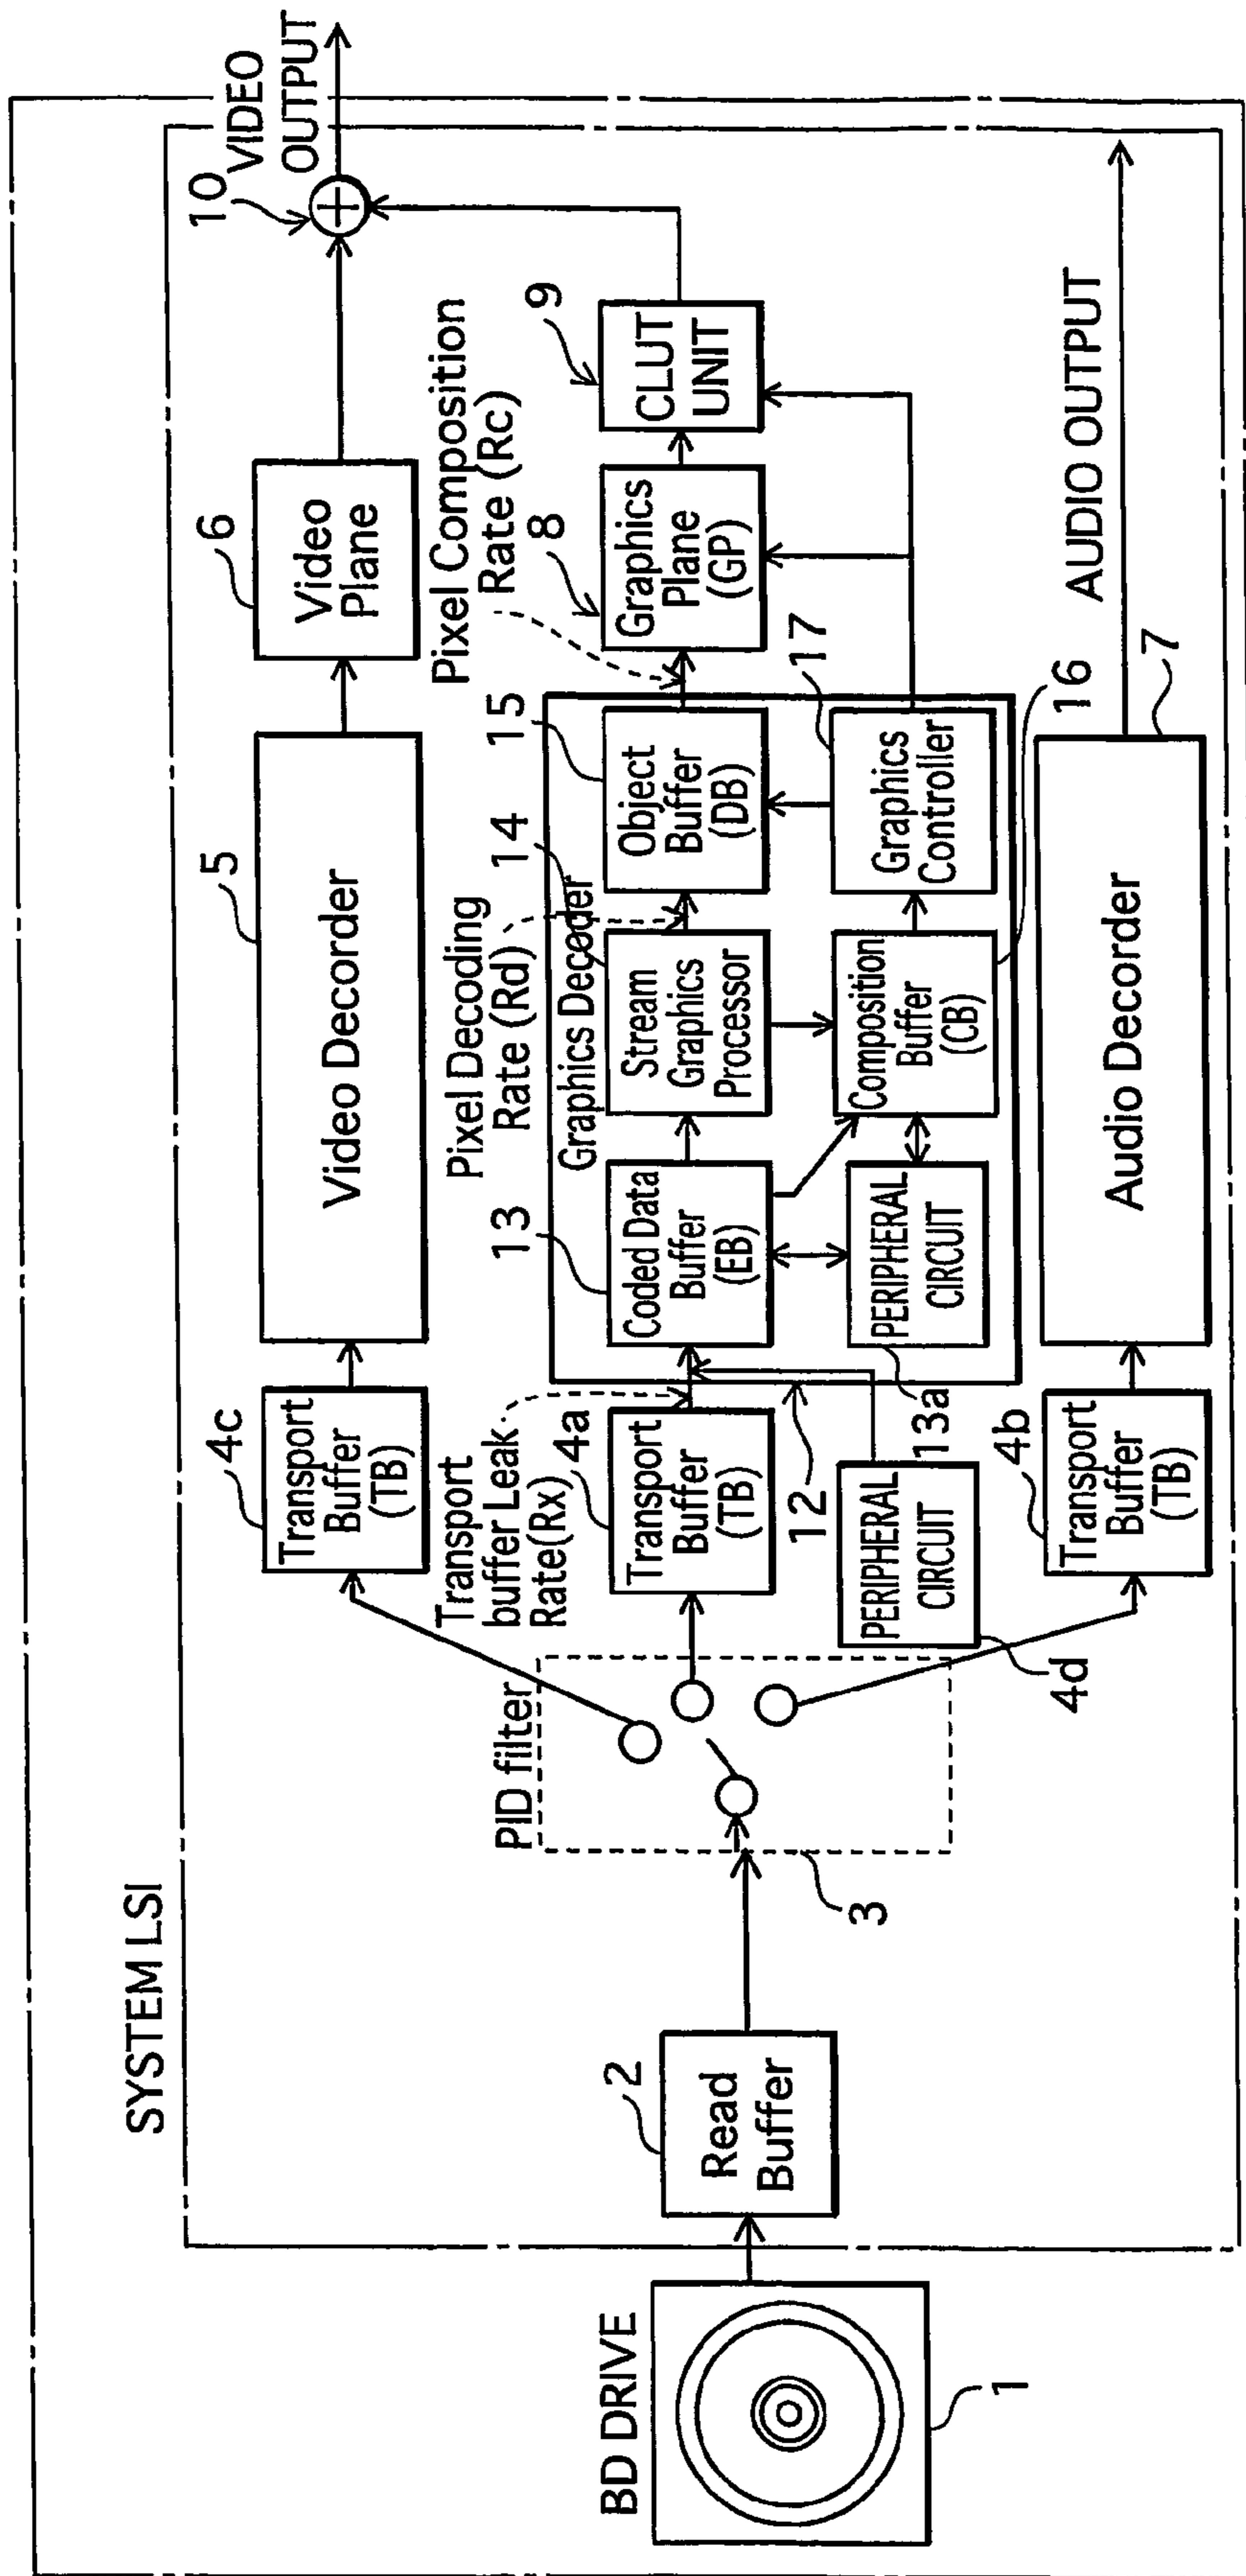 SYSTEM LSI
BD DRIVE
1
2
Read
Buffer
PID filter
3
4c
Transport
Buffer
(TB)
5
Video Decorder
6
Video
Plane
10
VIDEO
OUTPUT
Transport
buffer Leak
Rate(Rx)
4a
Transport
Buffer
(TB)
PERIPHERAL
CIRCUIT
4d
12
Graphics Decoder
13
Coded Data
Buffer
(EB)
PERIPHERAL
CIRCUIT
13a
Pixel Decoding
Rate (Rd)
14
Stream
Graphics
Processor
15
Object
Buffer
(DB)
Composition
Buffer
(CB)
16
17
Graphics
Controller
Pixel Composition
Rate (Rc)
8
Graphics
Plane
(GP)
9
CLUT
UNIT
4b
Transport
Buffer
(TB)
Audio Decorder
7
AUDIO OUTPUT